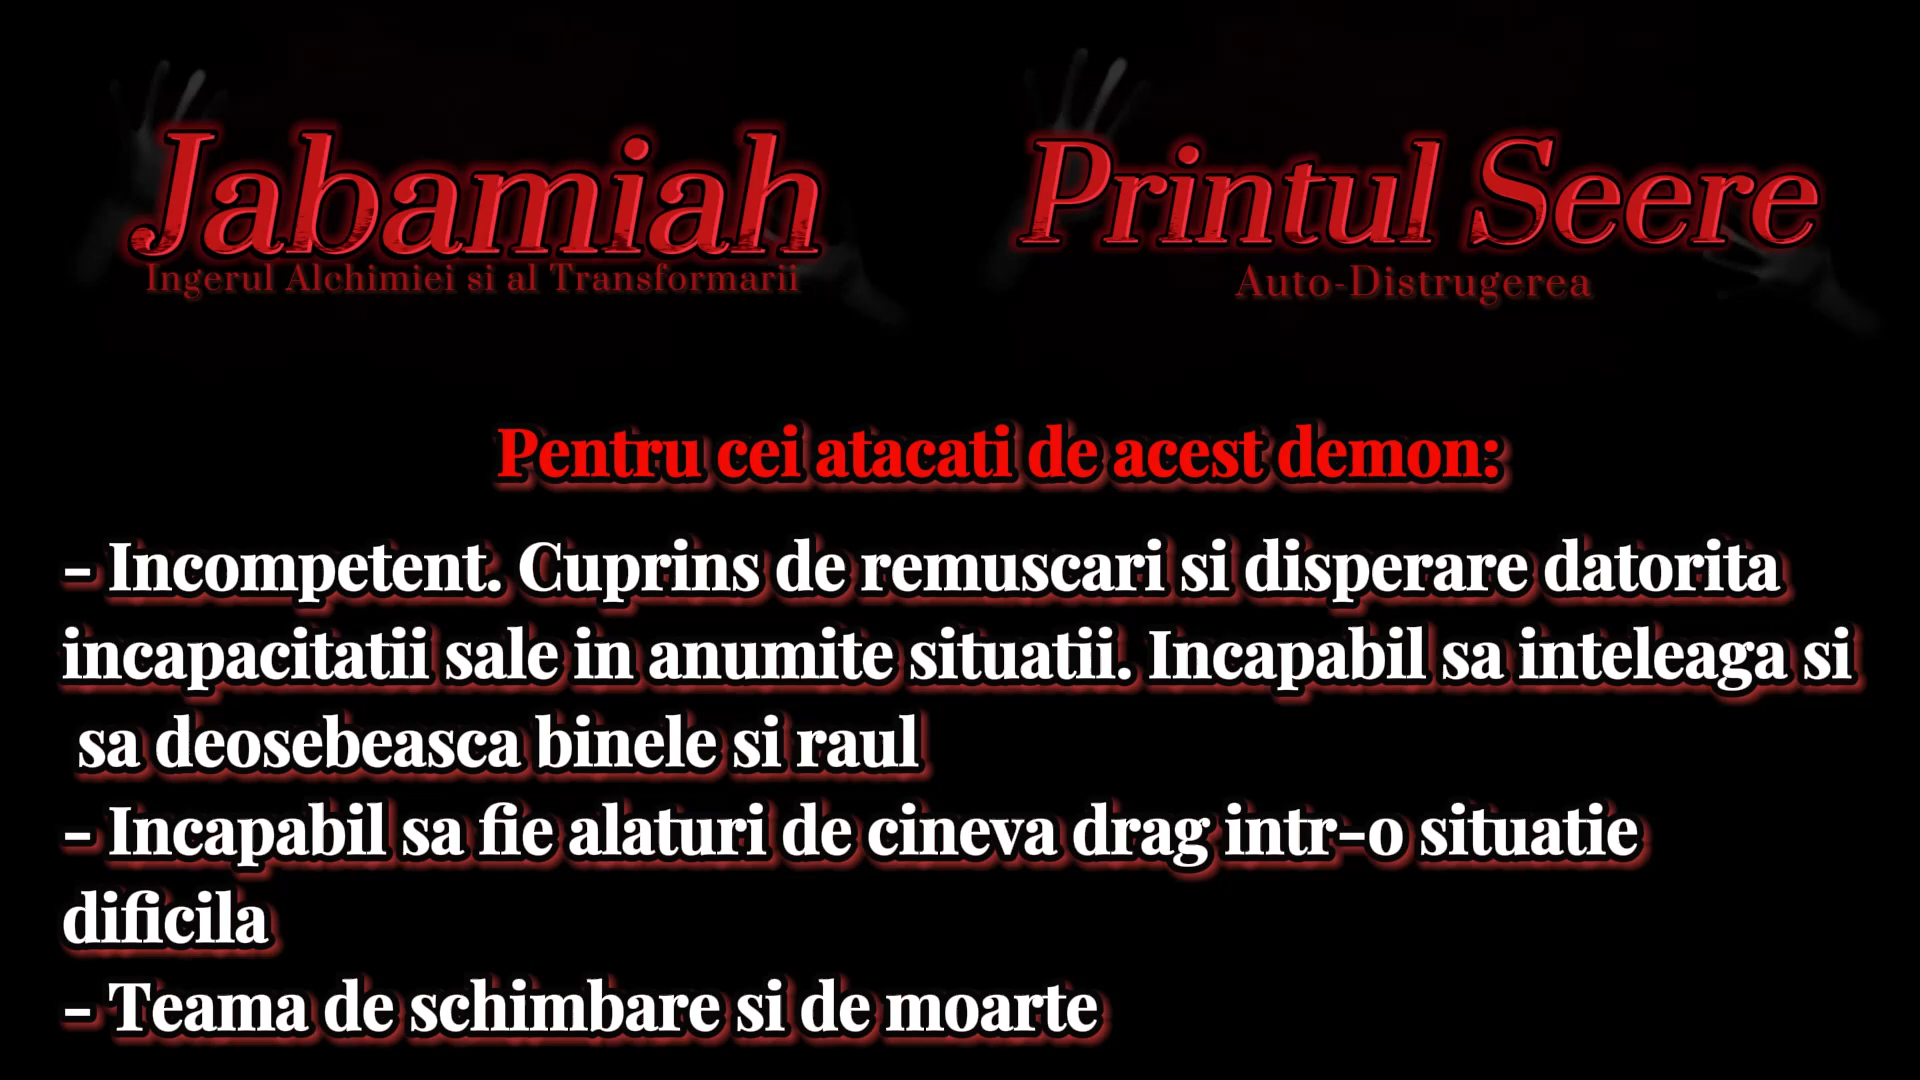 Jabamiah
Ingerul Alchimiei si al Transformarii
Printul Seere
Auto-Distrugerea
Pentru cei atacati de acest demon:
- Incompetent. Cuprins de remuscari si disperare datorita
incapacitatii sale in anumite situatii. Incapabil sa inteleaga si
sa deosebeasca binele si raul
- Incapabil sa fie alaturi de cineva drag intr-o situatie
dificila
- Teama de schimbare si de moarte